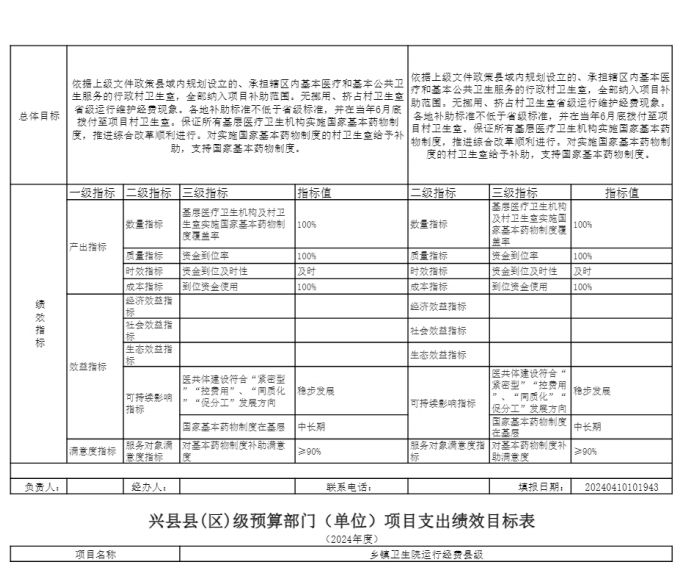 总体目标
依据上级文件政策县域内规划设立的、承担辖区内基本医疗和基本公共卫
生服务的行政村卫生室，全部纳入项目补助范围。无挪用、挤占村卫生室
省级运行维护经费现象。各地补助标准不低于省级标准，并在当年6月底
拨付至项目村卫生室。保证所有基层医疗卫生机构实施国家基本药物制
度，推进综合改革顺利进行。对实施国家基本药物制度的村卫生室给予补
助，支持国家基本药物制度。
依据上级文件政策县域内规划设立的、承担辖区内基本医
疗和基本公共卫生服务的行政村卫生室，全部纳入项目补
助范围。无挪用、挤占村卫生室省级运行维护经费现象。
各地补助标准不低于省级标准，并在当年6月底拨付至项
目村卫生室。保证所有基层医疗卫生机构实施国家基本药
物制度，推进综合改革顺利进行。对实施国家基本药物制
度的村卫生室给予补助，支持国家基本药物制度。
绩效指标
一级指标 二级指标 三级指标 指标值 二级指标 三级指标 指标值
产出指标
数量指标
基层医疗卫生机构及村卫
生室实施国家基本药物制
度覆盖率
100%
数量指标
基层医疗卫生机构
及村卫生室实施国
家基本药物制度覆
盖率
100%
质量指标 资金到位率 100% 质量指标 资金到位率 100%
时效指标 资金到位及时性 及时 时效指标 资金到位及时性 及时
成本指标 到位资金使用 100% 成本指标 到位资金使用 100%
效益指标
经济效益指
标
经济效益指标
社会效益指
标
社会效益指标
生态效益指
标
生态效益指标
可持续影响
指标
医共体建设符合“紧密型
”“控费用”、“同质化
”“促分工”发展方向
稳步发展
可持续影响指标
医共体建设符合“
紧密型”“控费用
”、“同质化”“
促分工”发展方向
稳步发展
国家基本药物制度在基层 中长期
国家基本药物制度
在基层
中长期
满意度指标
服务对象满
意度指标
对基本药物制度补助满意
度
≥90%
服务对象满意度指
标
对基本药物制度补
助满意度
≥90%
负责人： 经办人： 联系电话： 填报日期： 20240410101943
兴县县(区)级预算部门（单位）项目支出绩效目标表
（2024年度）
项目名称 乡镇卫生院运行经费县级